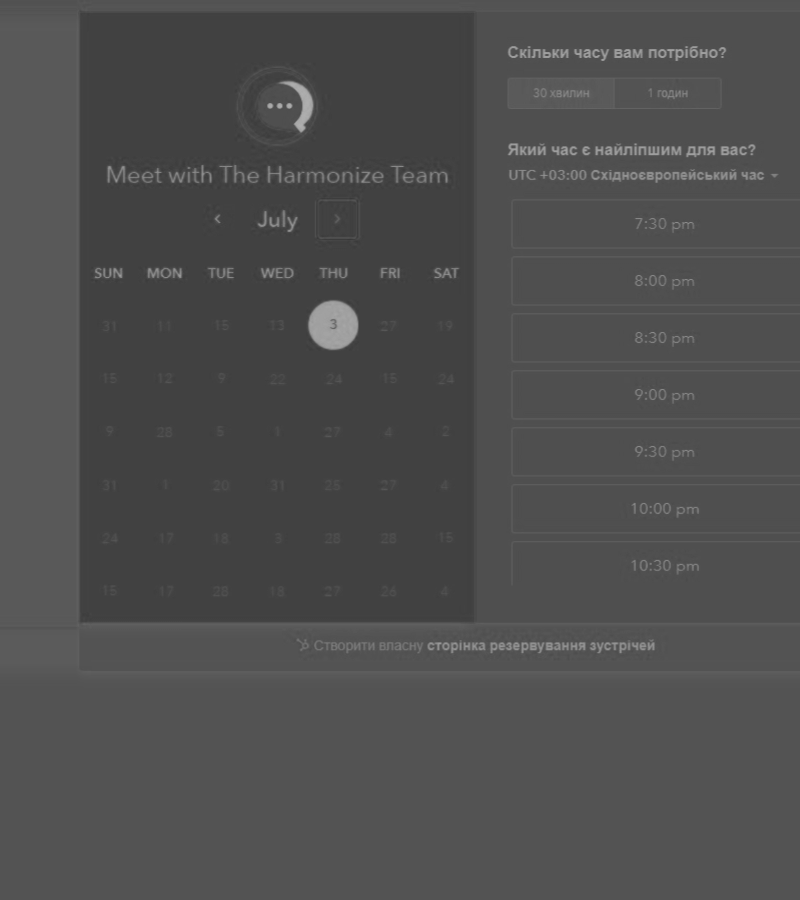 Meet with The Harmonize Team
July
SUN MON TUE WED THU FRI SAT
31 11 15 13 3 27 19
15 12 9 22 24 15 24
9 28 5 1 27 4 2
31 1 20 31 25 27 4
24 17 18 5 28 28 15
15 17 28 18 27 26 4
Скільки часу вам потрібно?
30 хвилин 1 годин
Який час є найліпшим для вас?
UTC +03:00 Східноєвропейський час
7:30 pm
8:00 pm
8:30 pm
9:00 pm
9:30 pm
10:00 pm
10:30 pm
Створити власну сторінка резервування зустрічей